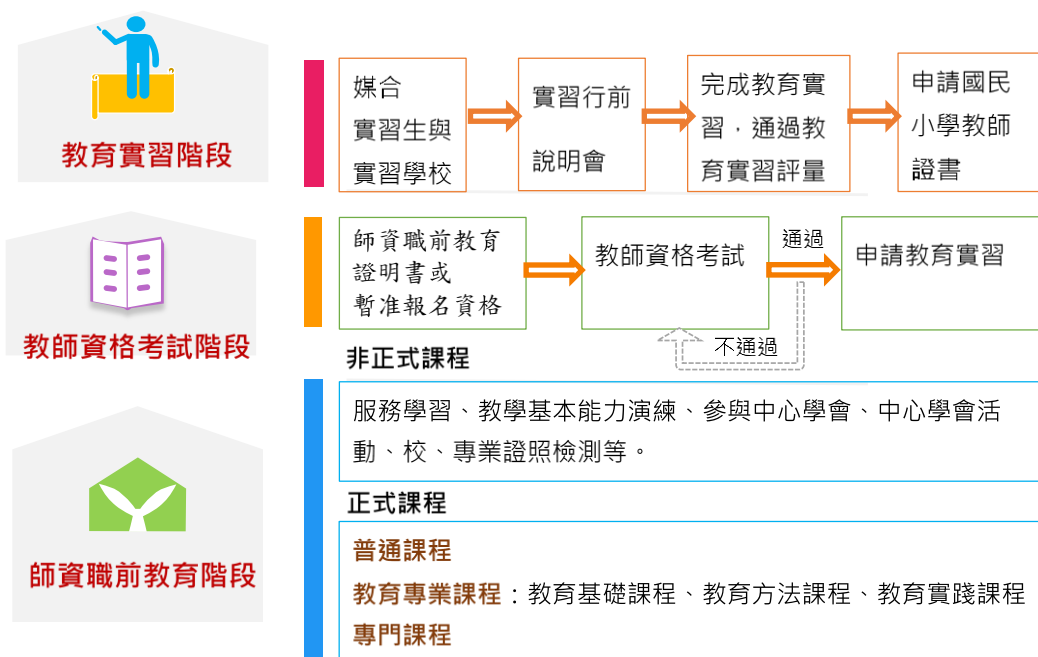 教育實習階段
媒合
實習生與
實習學校
實習行前
說明會
完成教育實
習，通過教
育實習評量
申請國民
小學教師
證書
教師資格考試階段
師資職前教育
證明書或
暫准報名資格
教師資格考試
通過
不通過
申請教育實習
師資職前教育階段
非正式課程
服務學習、教學基本能力演練、參與中心學會、中心學會活
動、校、專業證照檢測等。
正式課程
普通課程
教育專業課程：教育基礎課程、教育方法課程、教育實踐課程
專門課程